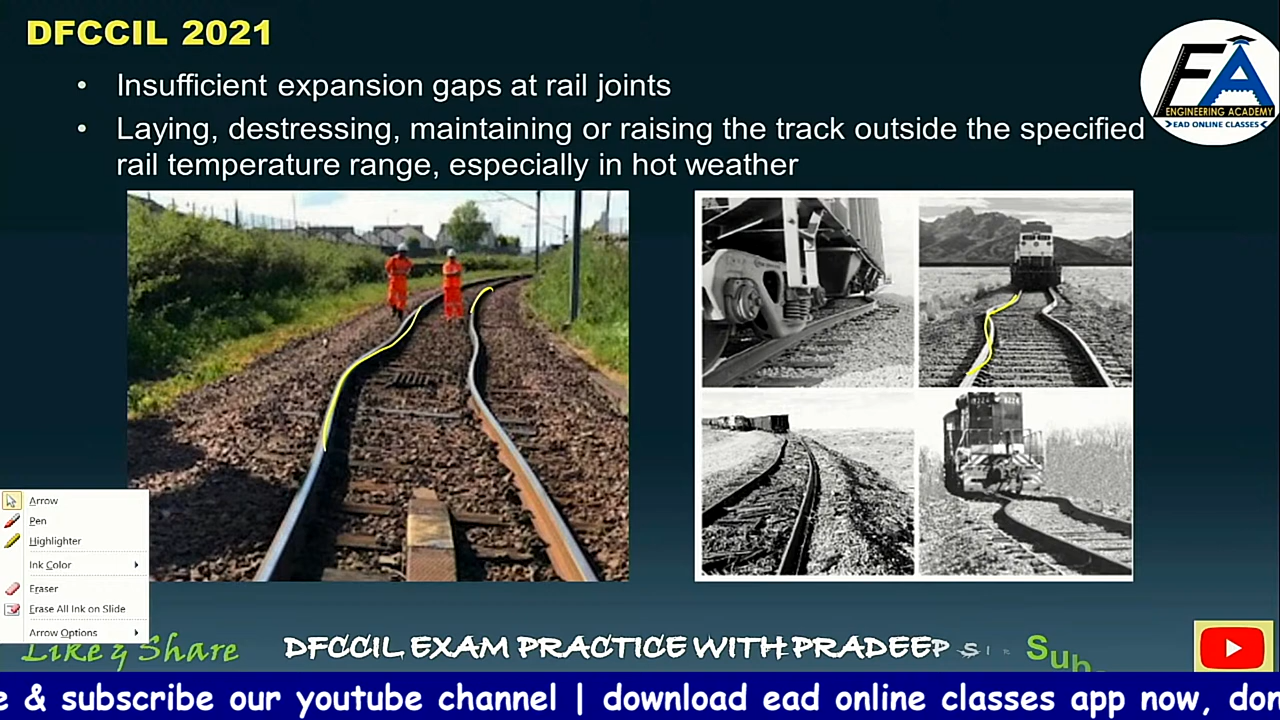 DFCCIL 2021
• Insufficient expansion gaps at rail joints
• Laying, destressing, maintaining or raising the track outside the specified
rail temperature range, especially in hot weather
EA
ENGINEERING ACADEMY
EAD ONLINE CLASSES
Arrow
Pen
Highlighter
Ink Color
Eraser
Erase All Ink on Slide
Arrow Options
Like & Share
DFCCIL EXAM PRACTICE WITH PRADEEP SIR
Sub
e & subscribe our youtube channel | download ead online classes app now, don